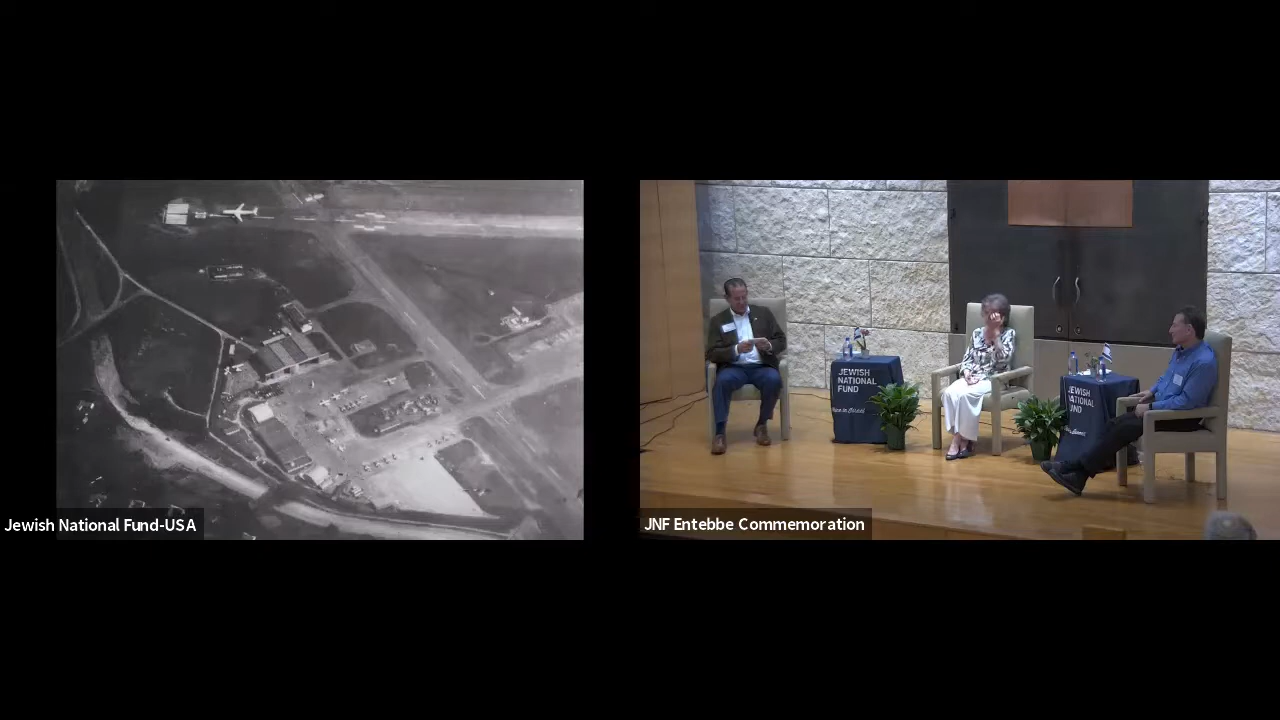 Jewish National Fund-USA
JNF Entebbe Commemoration
JEWISH
NATIONAL
FUND
JEWISH
NATIONAL
FUND